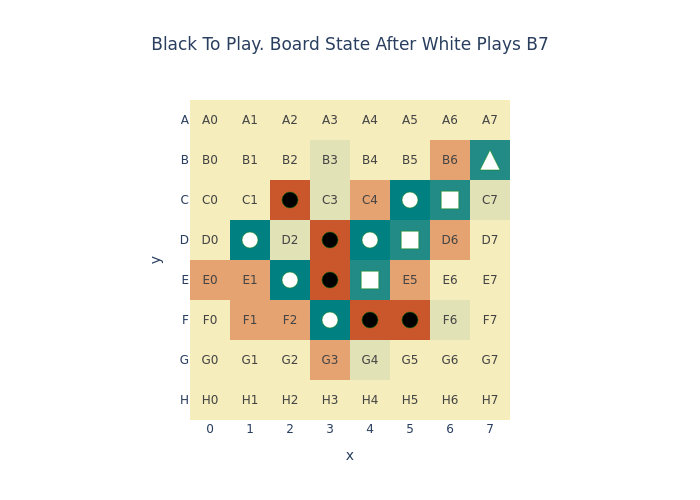 Black To Play. Board State After White Plays B7
A A0 A1 A2 A3 A4 A5 A6 A7
B B0 B1 B2 B3 B4 B5 B6
C C0 C1 C3 C4 C7
D D0 D2 D6 D7
E E0 E1 E5 E6 E7
F F0 F1 F2 F6 F7
G G0 G1 G2 G3 G4 G5 G6 G7
H H0 H1 H2 H3 H4 H5 H6 H7
0 1 2 3 4 5 6 7
x
y